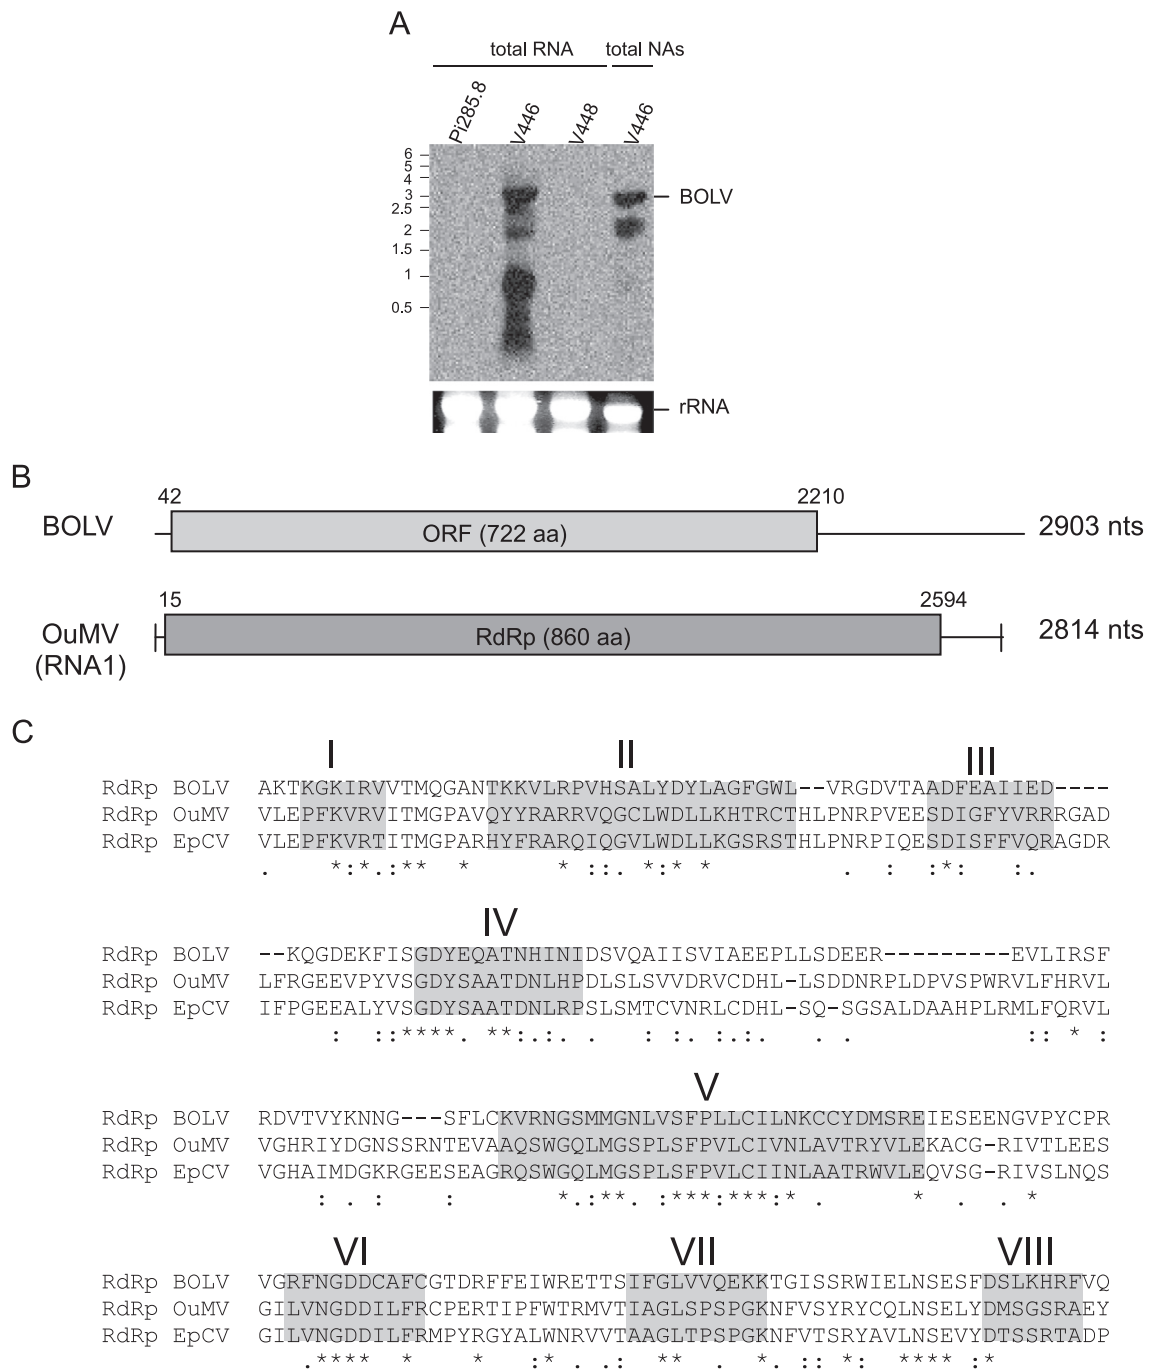 A
total RNA total NAs
Pi285.8 V446 V448 V446
6
5
4
3
2.5
2
1.5
1
0.5
BOLV
rRNA
B
42 2210
BOLV ORF (722 aa) 2903 nts
15 2594
OuMV RdRp (860 aa) 2814 nts
(RNA1)
C
I II III
RdRp BOLV AKTKGKIRVVTMQGANTKKVLRPVHSALYDYLAGFGWL--VRGDVTAADFEAIIED----
RdRp OuMV VLEPFKVRVITMGPAVQYYRARRVQGCLWDLLKHTRCTHLPNRPVEESDIGFYVRRRGAD
RdRp EpCV VLEPFKVRTITMGPARHYFRARQIQGVLWDLLKGSRSTHLPNRPIQESDISFFVQRAGDR
. *:*.:** * * ::. *:* * . : :*: :.
IV
RdRp BOLV --KQGDEKFISGDYEQATNHINIDSVQAIISVIAEEPLLSDEER---------EVLIRSF
RdRp OuMV LFRGEEVPYVSGDYSAATDNLHPDLSLSVVDRVCDHL-LSDDNRPLDPVSPWRVLFHRVL
RdRp EpCV IFPGEEALYVSGDYSAATDNLRPSLSMTCVNRLCDHL-SQ-SGSALDAAHPLRMLFQRVL
: ::**** **:.:. . : :. :.:. . . :: * :
V
RdRp BOLV RDVTVYKNNG---SFLCKVRNGSMMGNLVSFPLLCILNKCCYDMSREIESEENGVPYCPR
RdRp OuMV VGHRIYDGNSSRNTEVAAQSWGQLMGSPLSFPVLCIVNLAVTRYVLEKACG-RIVTLEES
RdRp EpCV VGHAIMDGKRGEESEAGRQSWGQLMGSPLSFPVLCIINLAATRWVLEQVSG-RIVSLNQS
: . : : *.:**. :***:***:* . * . . *
VI VII VIII
RdRp BOLV VGRFNGDDCAFCGTDRFFEIWRETTSIFGLVVQEKKTGISSRWIELNSESFDSLKHRFVQ
RdRp OuMV GILVNGDDILFRCPERTIPFWTRMVTIAGLSPSPGKNFVSYRYCQLNSELYDMSGSRAEY
RdRp EpCV GILVNGDDILFRMPYRGYALWNRVVTAAGLTPSPGKNFVTSRYAVLNSEVYDTSSRTADP
.**** * * :* .: ** . *. :: *: **** :*